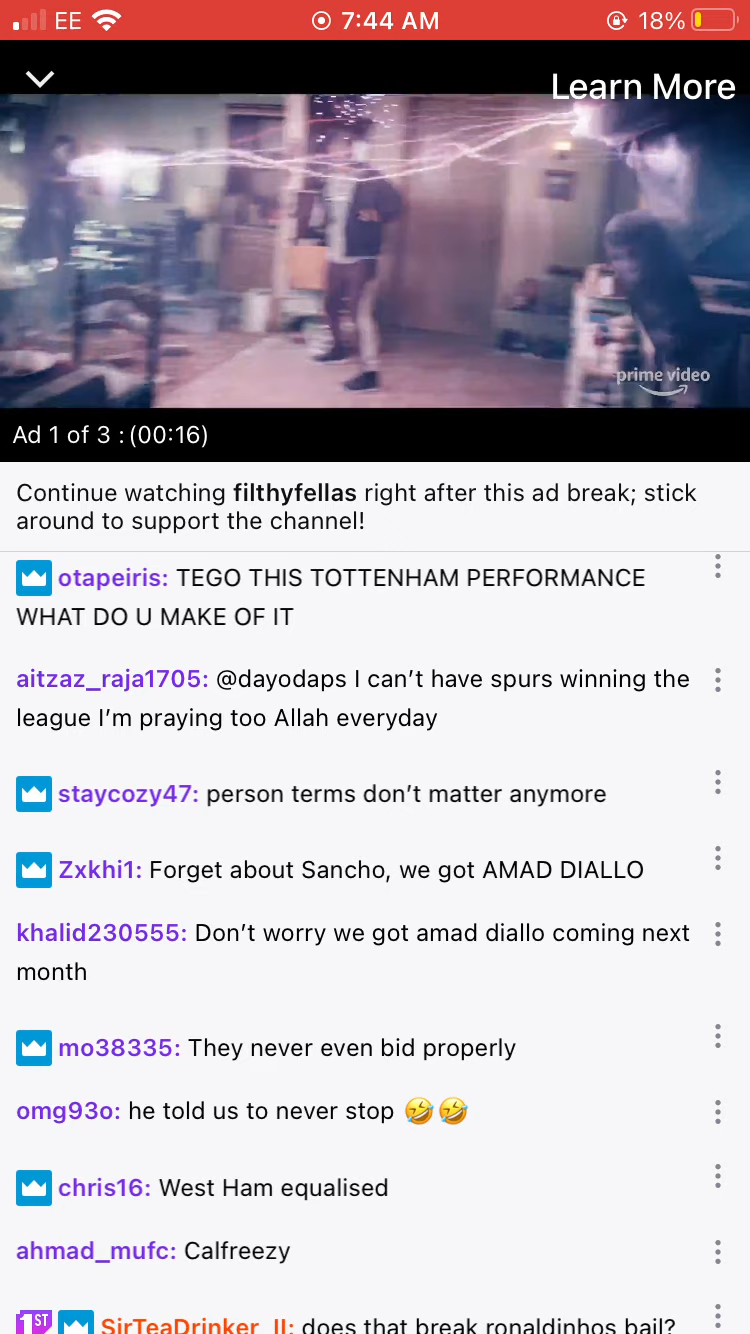 EE 7:44 AM 18%
Learn More
prime video
Ad 1 of 3 : (00:16)
Continue watching filthyfellas right after this ad break; stick
around to support the channel!
otapeiris: TEGO THIS TOTTENHAM PERFORMANCE
WHAT DO U MAKE OF IT
aitzaz_raja1705: @dayodaps I can’t have spurs winning the
league I’m praying too Allah everyday
staycozy47: person terms don’t matter anymore
Zxkhi1: Forget about Sancho, we got AMAD DIALLO
khalid230555: Don’t worry we got amad diallo coming next
month
mo38335: They never even bid properly
omg93o: he told us to never stop 🤣🤣
chris16: West Ham equalised
ahmad_mufc: Calfreezy
1ST SirTeaDrinker_II: does that break ronaldinhos bail?